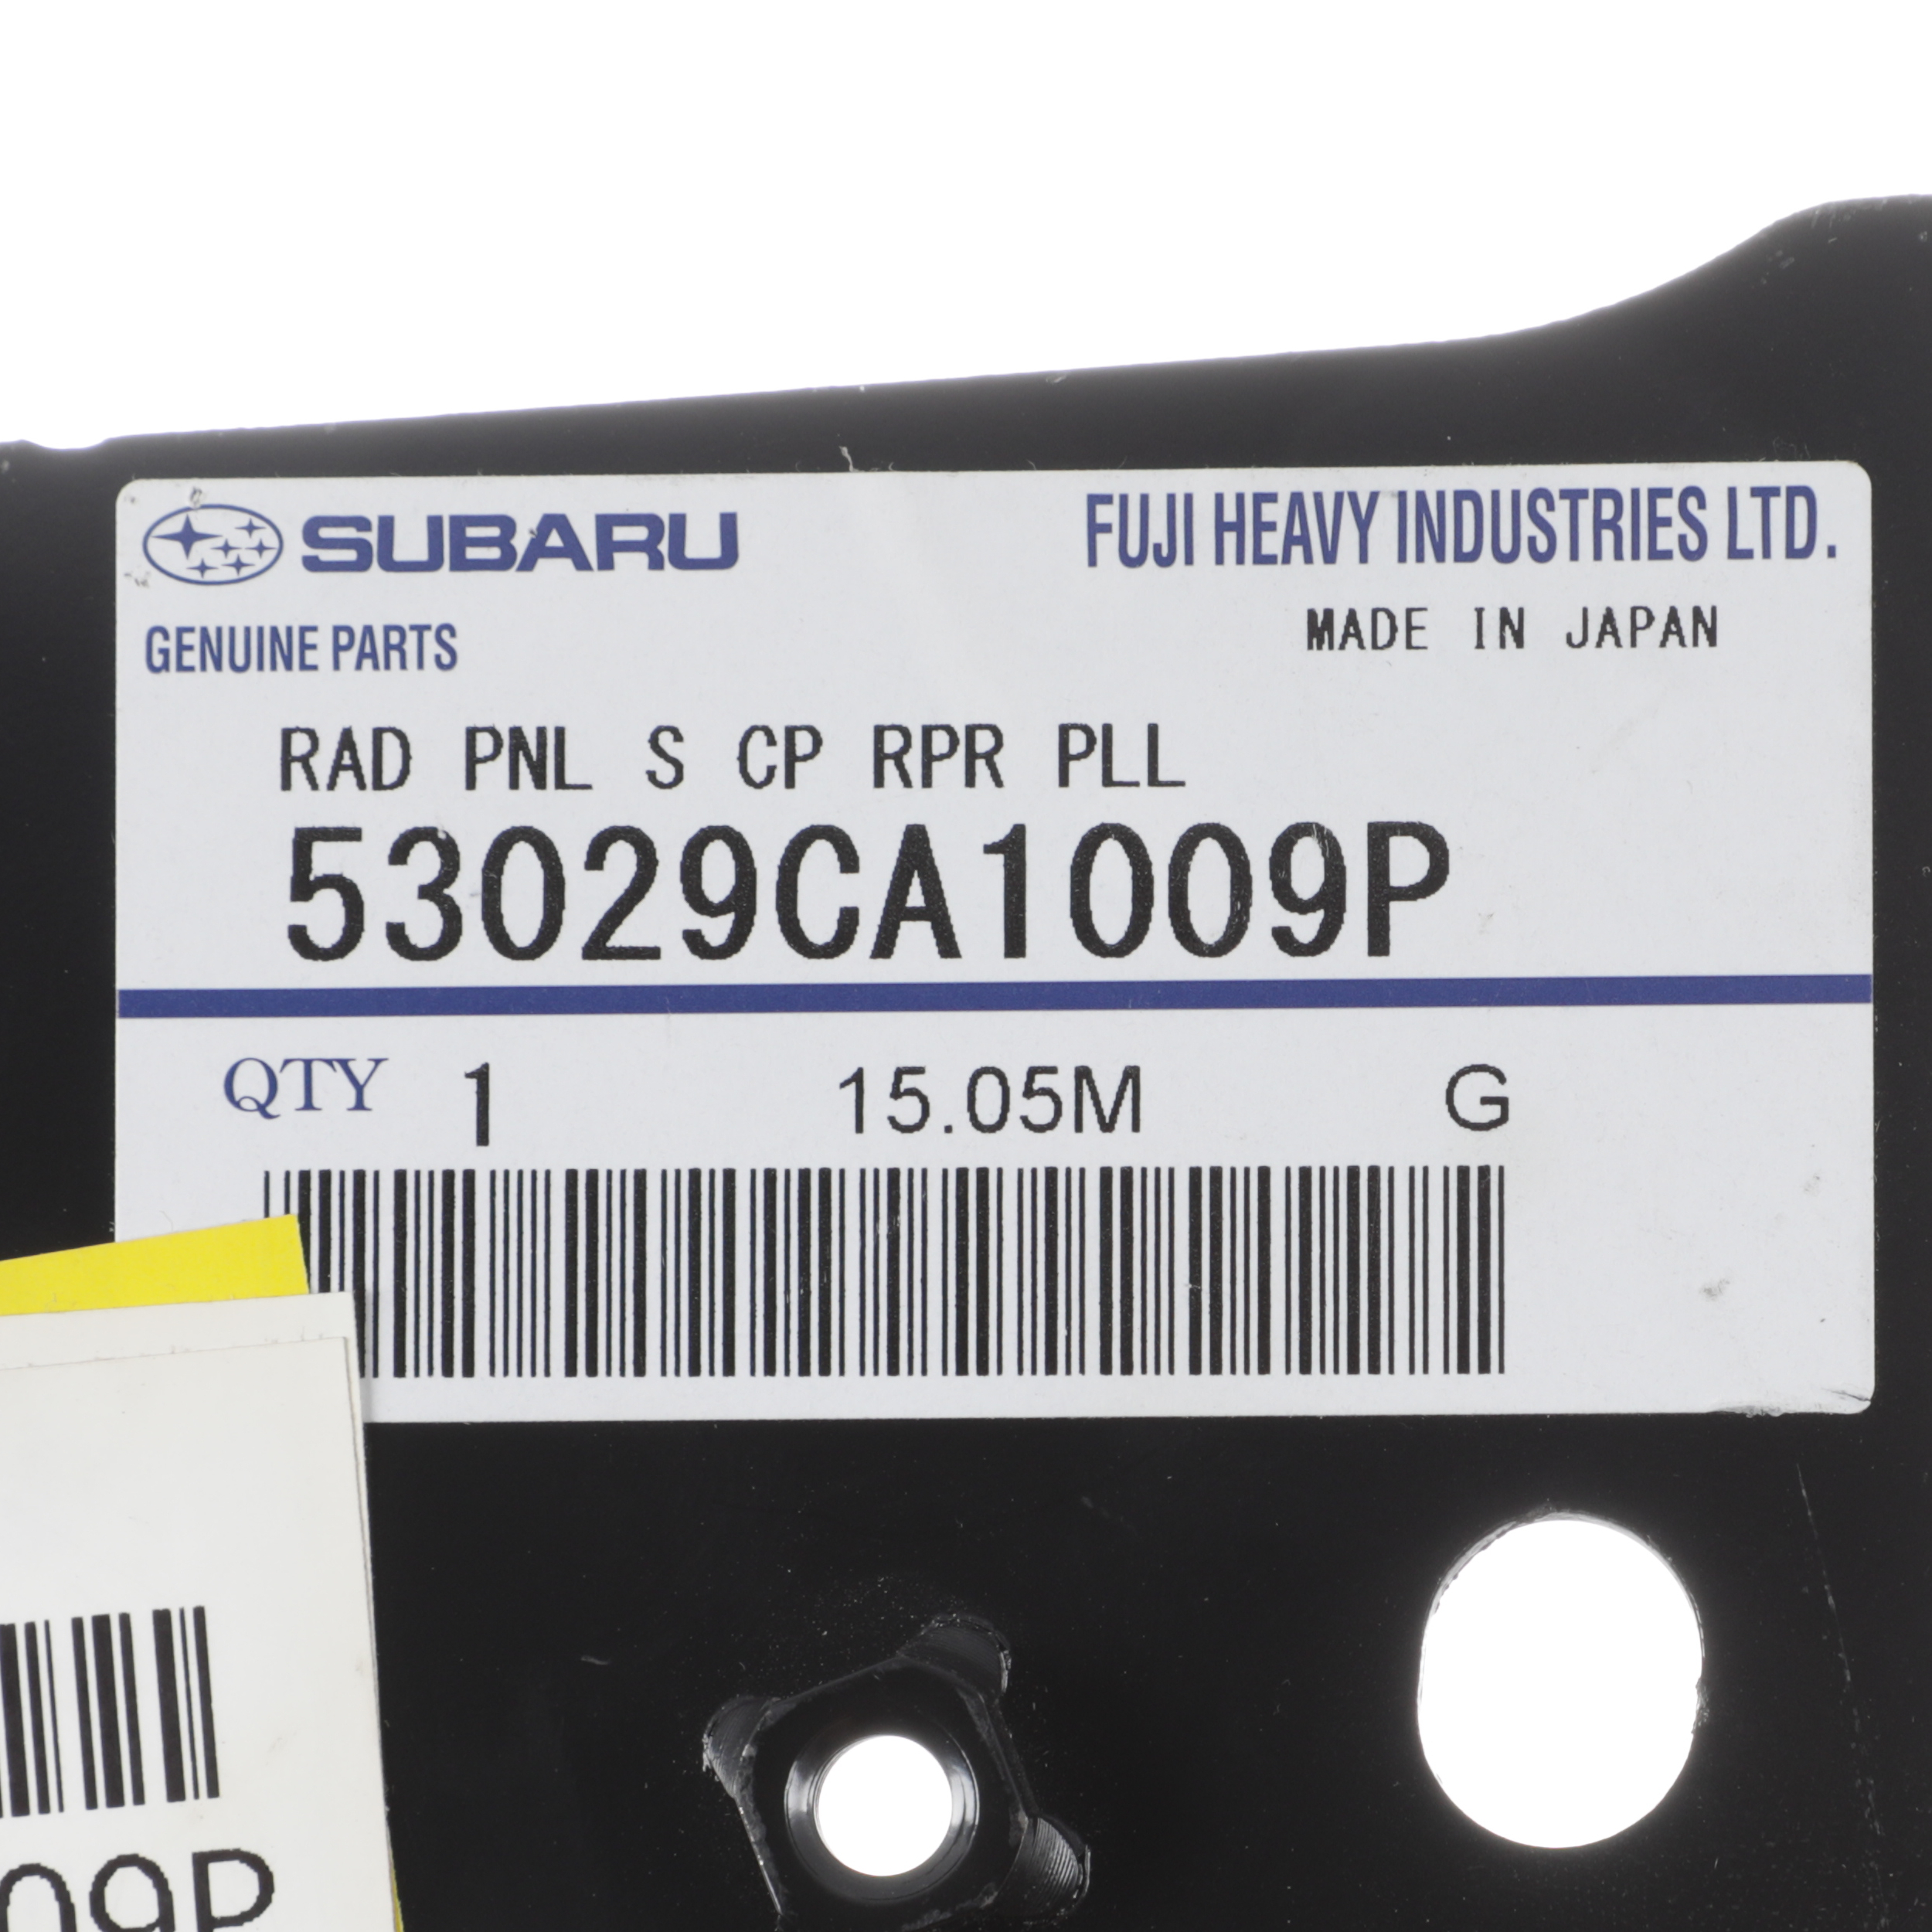 SUBARU
FUJI HEAVY INDUSTRIES LTD.
GENUINE PARTS
MADE IN JAPAN
RAD PNL S CP RPR PLL
53029CA1009P
QTY 1 15.05M G
09P